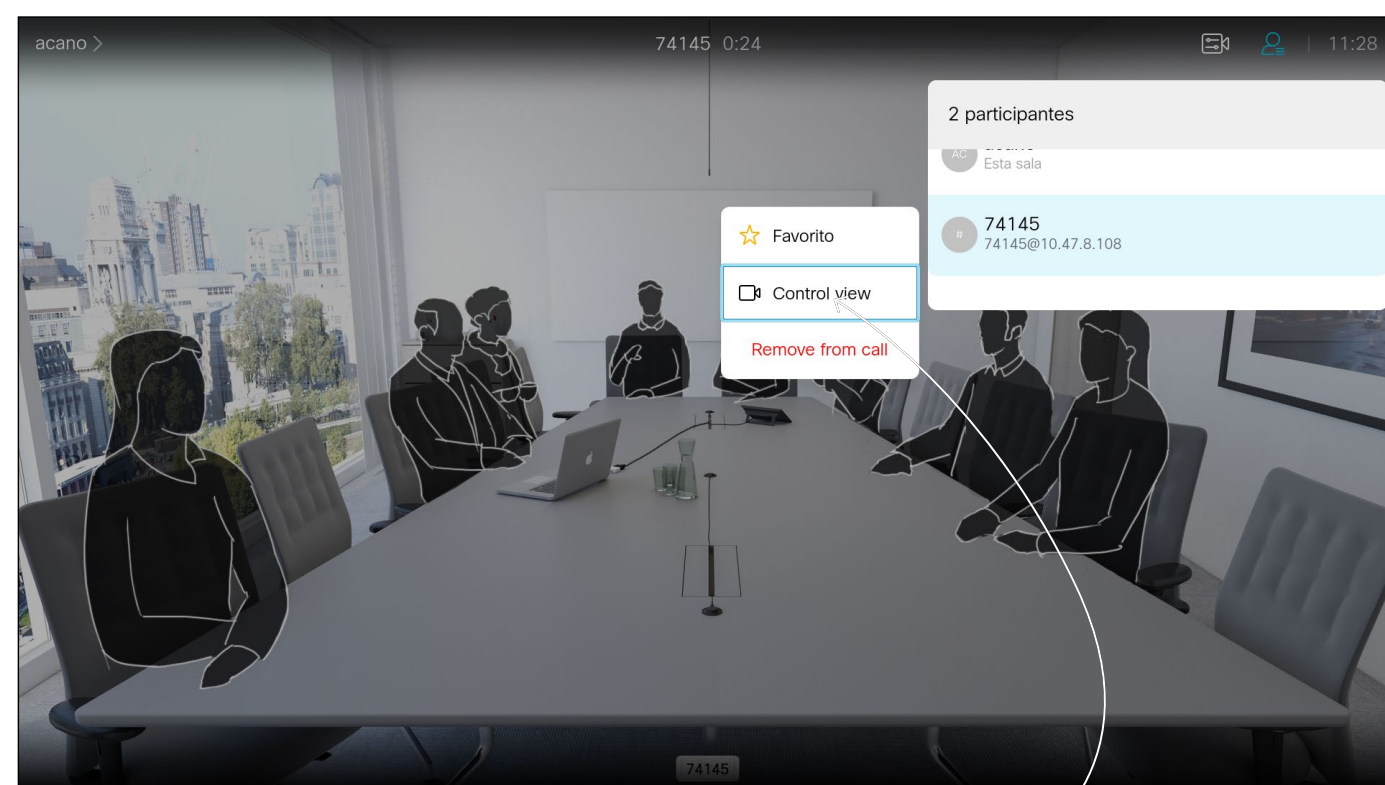 acano
74145 0:24
11:28
2 participantes
AC
Esta sala
#
74145
74145@10.47.8.108
Favorito
Control view
Remove from call
74145